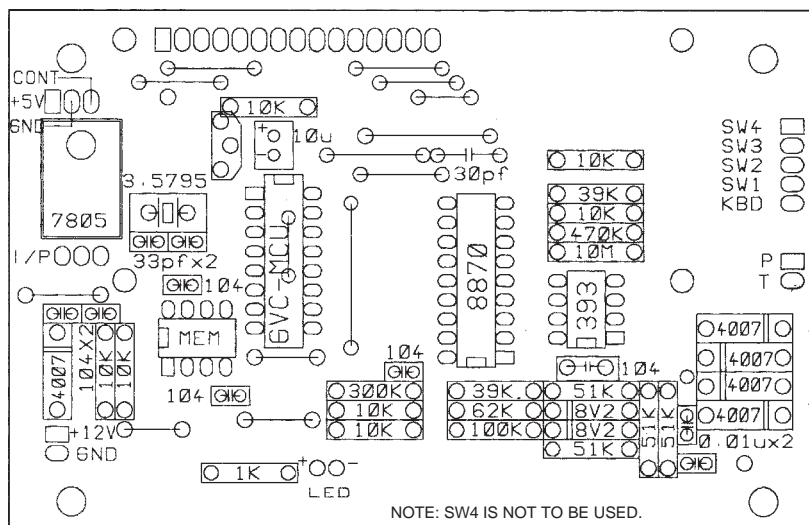 CONT
+5V
GND
10K
10u
30pf
10K
SW4
SW3
SW2
SW1
KBD
3.5795
7805
39K
10K
470K
10M
I/P
33pfx2
6VC-MCU
8870
393
P
T
104
MEM
104X2
10K
10K
4007
104
4007
4007
4007
4007
104
104
300K
10K
10K
39K.
62K
100K
51K
8V2
8V2
51K
51K
51K
0.01ux2
+12V
GND
1K
+ -
LED
NOTE: SW4 IS NOT TO BE USED.